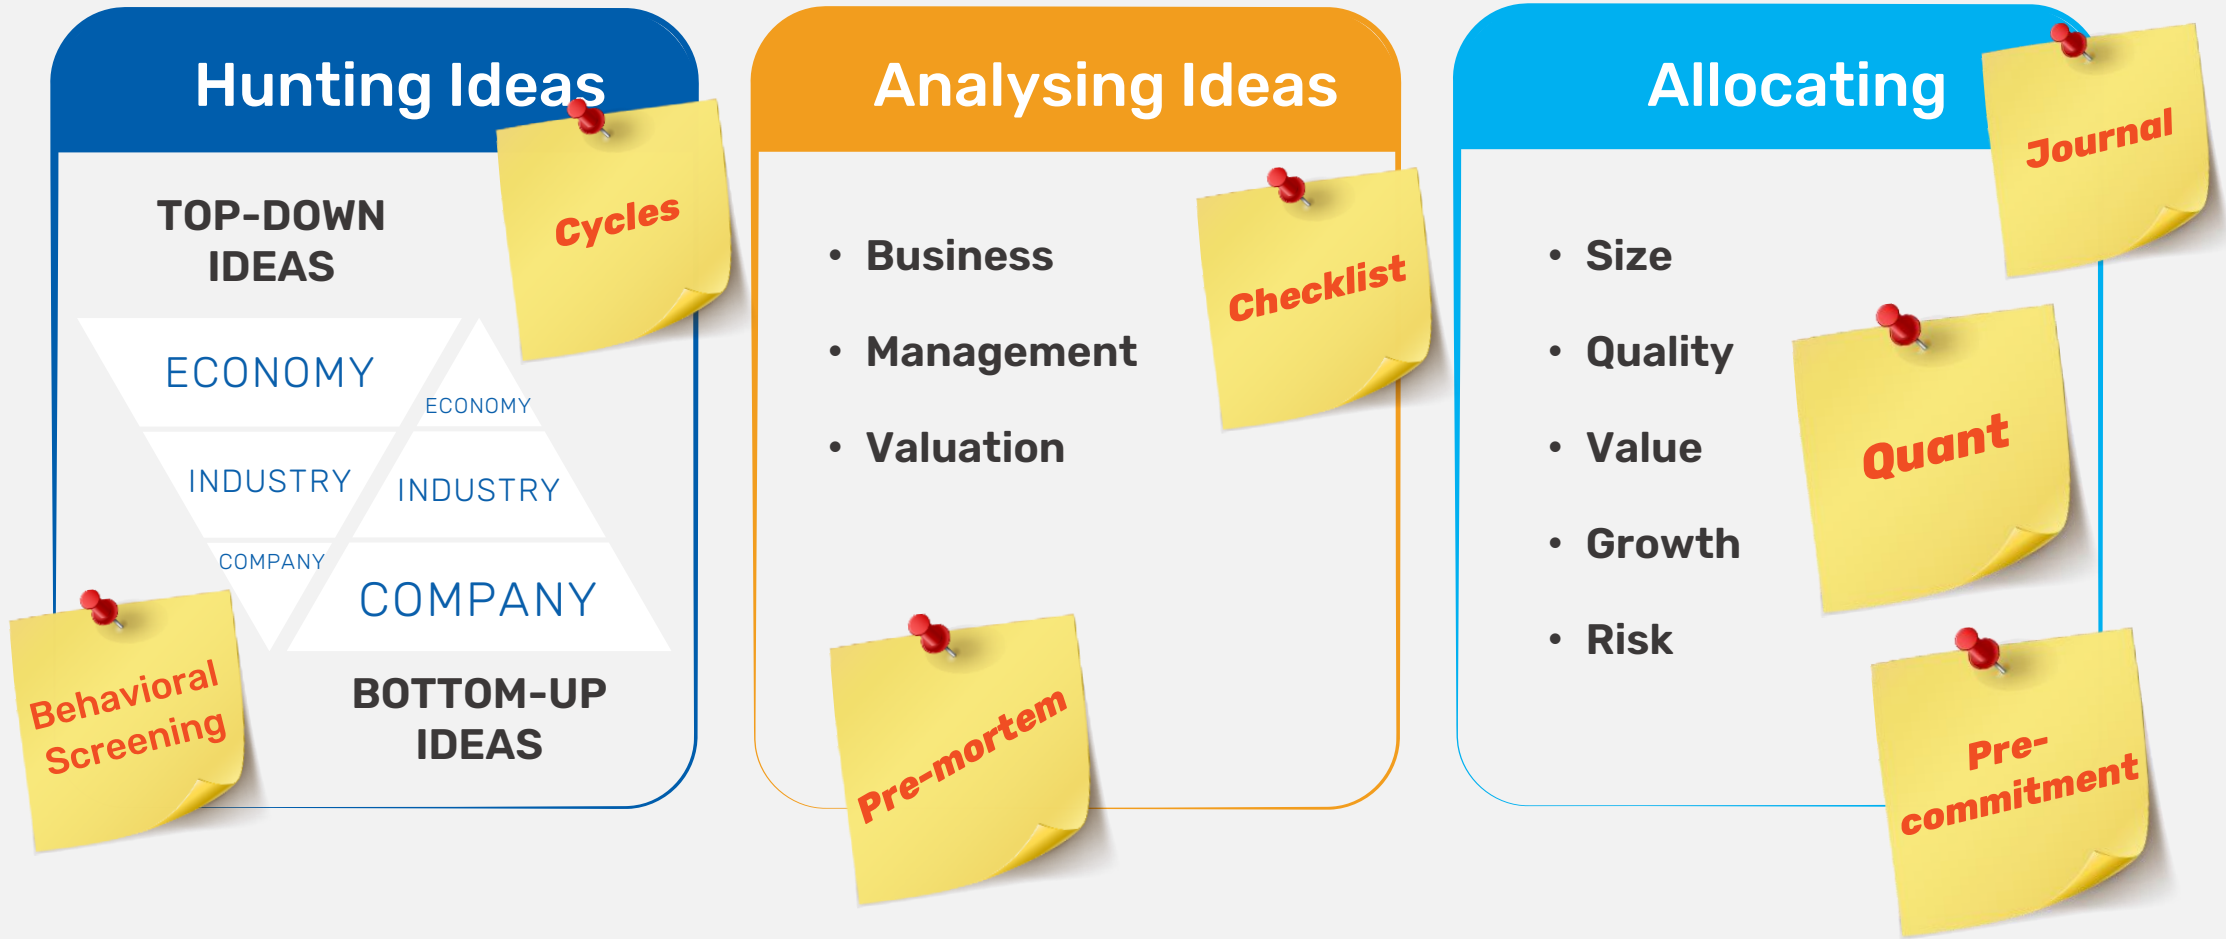 Hunting Ideas
Cycles
TOP-DOWN
IDEAS
ECONOMY
INDUSTRY
COMPANY
ECONOMY
INDUSTRY
COMPANY
BOTTOM-UP
IDEAS
Behavioral
Screening
Analysing Ideas
Checklist
• Business
• Management
• Valuation
Pre-mortem
Allocating
Journal
• Size
• Quality
• Value
• Growth
• Risk
Quant
Pre-
commitment